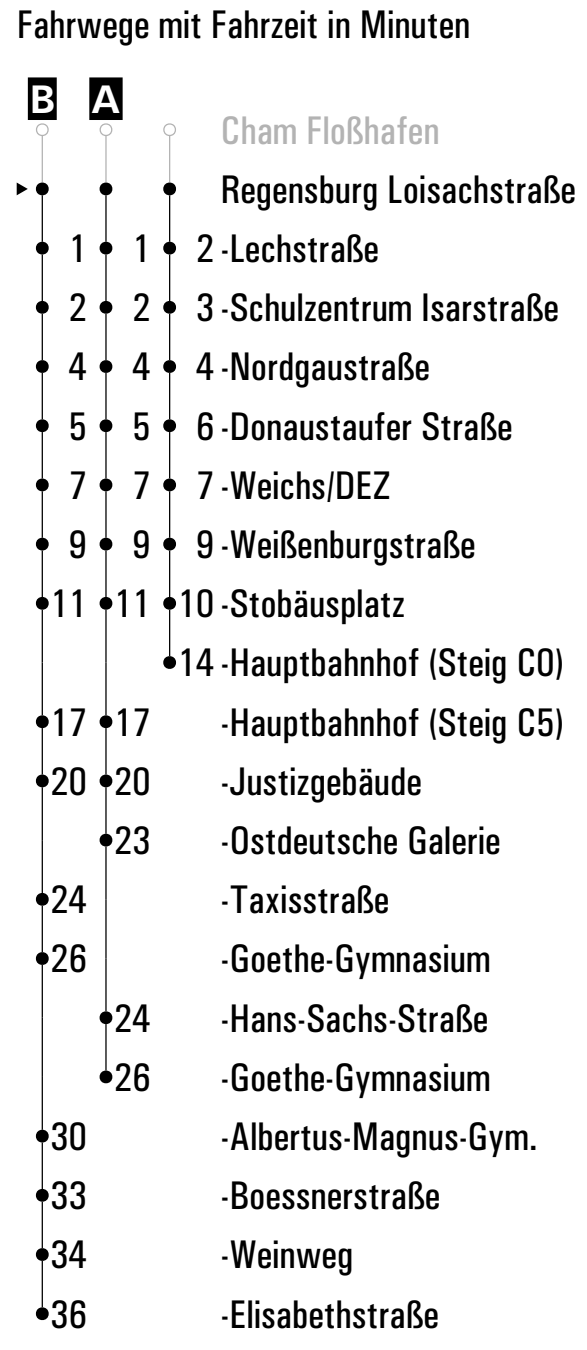 Fahrwege mit Fahrzeit in Minuten
B A
Cham Floßhafen
Regensburg Loisachstraße
1 1 2 -Lechstraße
2 2 3 -Schulzentrum Isarstraße
4 4 4 -Nordgaustraße
5 5 6 -Donaustaufer Straße
7 7 7 -Weichs/DEZ
9 9 9 -Weißenburgstraße
11 11 10 -Stobäusplatz
14 -Hauptbahnhof (Steig C0)
17 17 -Hauptbahnhof (Steig C5)
20 20 -Justizgebäude
23 -Ostdeutsche Galerie
24 -Taxisstraße
26 -Goethe-Gymnasium
24 -Hans-Sachs-Straße
26 -Goethe-Gymnasium
30 -Albertus-Magnus-Gym.
33 -Boessnerstraße
34 -Weinweg
36 -Elisabethstraße